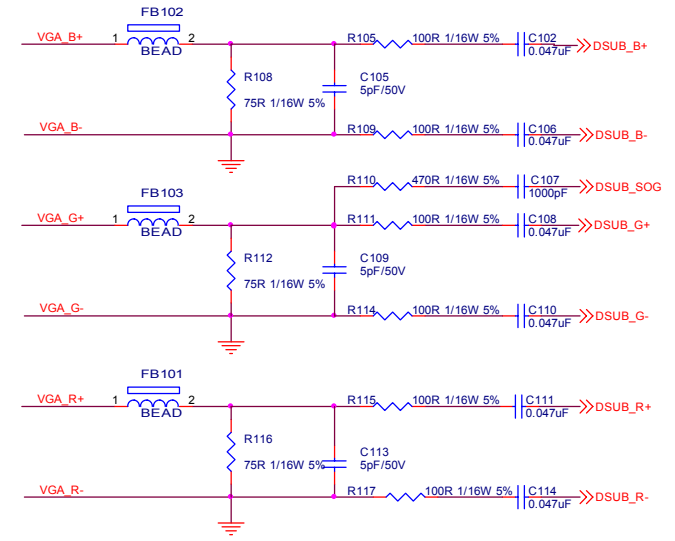 FB102
VGA_B+ 1 2 R105 100R 1/16W 5% C102 DSUB_B+
BEAD 0.047uF
R108 C105
75R 1/16W 5% 5pF/50V
VGA_B- R109 100R 1/16W 5% C106 DSUB_B-
0.047uF
R110 470R 1/16W 5% C107 DSUB_SOG
1000pF
FB103
VGA_G+ 1 2 R111 100R 1/16W 5% C108 DSUB_G+
BEAD 0.047uF
R112 C109
75R 1/16W 5% 5pF/50V
VGA_G- R114 100R 1/16W 5% C110 DSUB_G-
0.047uF
FB101
VGA_R+ 1 2 R115 100R 1/16W 5% C111 DSUB_R+
BEAD 0.047uF
R116 C113
75R 1/16W 5% 5pF/50V
VGA_R- R117 100R 1/16W 5% C114 DSUB_R-
0.047uF